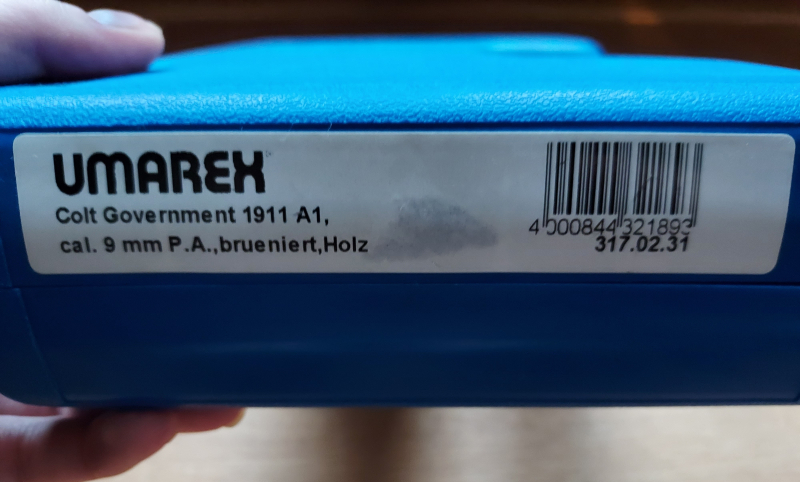 UMAREX
Colt Government 1911 A1,
cal. 9 mm P.A.,brueniert,Holz
4 000844 321893
317.02.31